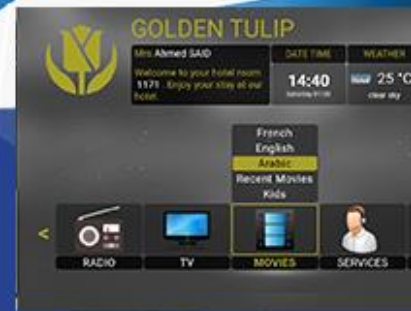 GOLDEN TULIP
Mrs Ahmed SAID
Welcome to your hotel room
1171 . Enjoy your stay at our
hotel.
DATE TIME
14:40
WEATHER
25 °C
clear sky
French
English
Arabic
Recent Movies
Kids
<
RADIO
TV
MOVIES
SERVICES